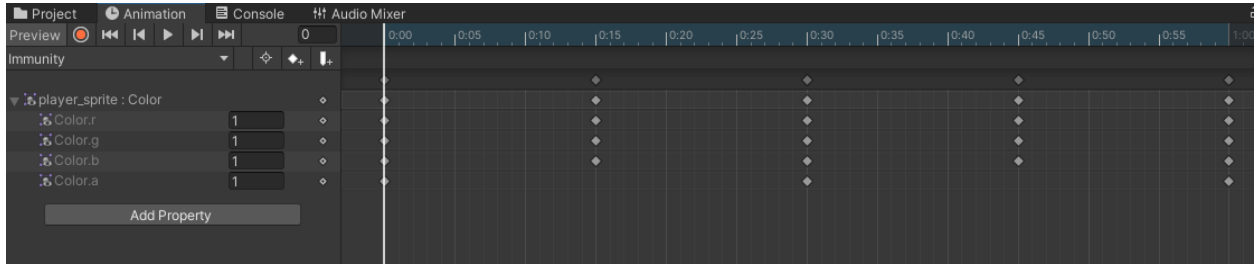 Project Animation Console Audio Mixer
Preview 0 0:00 0:05 0:10 0:15 0:20 0:25 0:30 0:35 0:40 0:45 0:50 0:55 1:00
Immunity
player_sprite : Color
Color.r 1
Color.g 1
Color.b 1
Color.a 1
Add Property